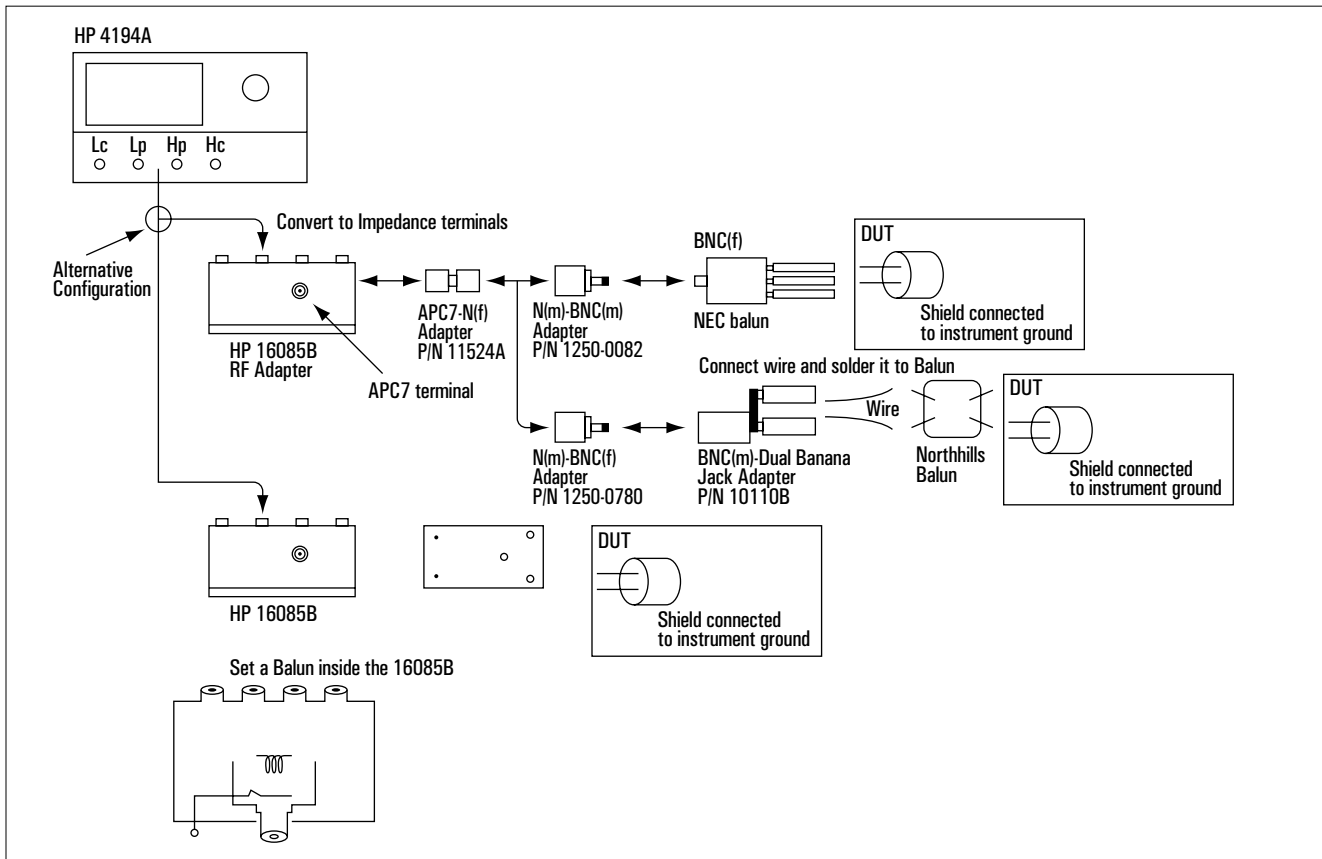 HP 4194A
Lc Lp Hp Hc
Convert to Impedance terminals
Alternative
Configuration
HP 16085B
RF Adapter
APC7 terminal
APC7-N(f)
Adapter
P/N 11524A
N(m)-BNC(m)
Adapter
P/N 1250-0082
BNC(f)
NEC balun
DUT
Shield connected
to instrument ground
Connect wire and solder it to Balun
N(m)-BNC(f)
Adapter
P/N 1250-0780
BNC(m)-Dual Banana
Jack Adapter
P/N 10110B
Wire
Northhills
Balun
DUT
Shield connected
to instrument ground
HP 16085B
DUT
Shield connected
to instrument ground
Set a Balun inside the 16085B